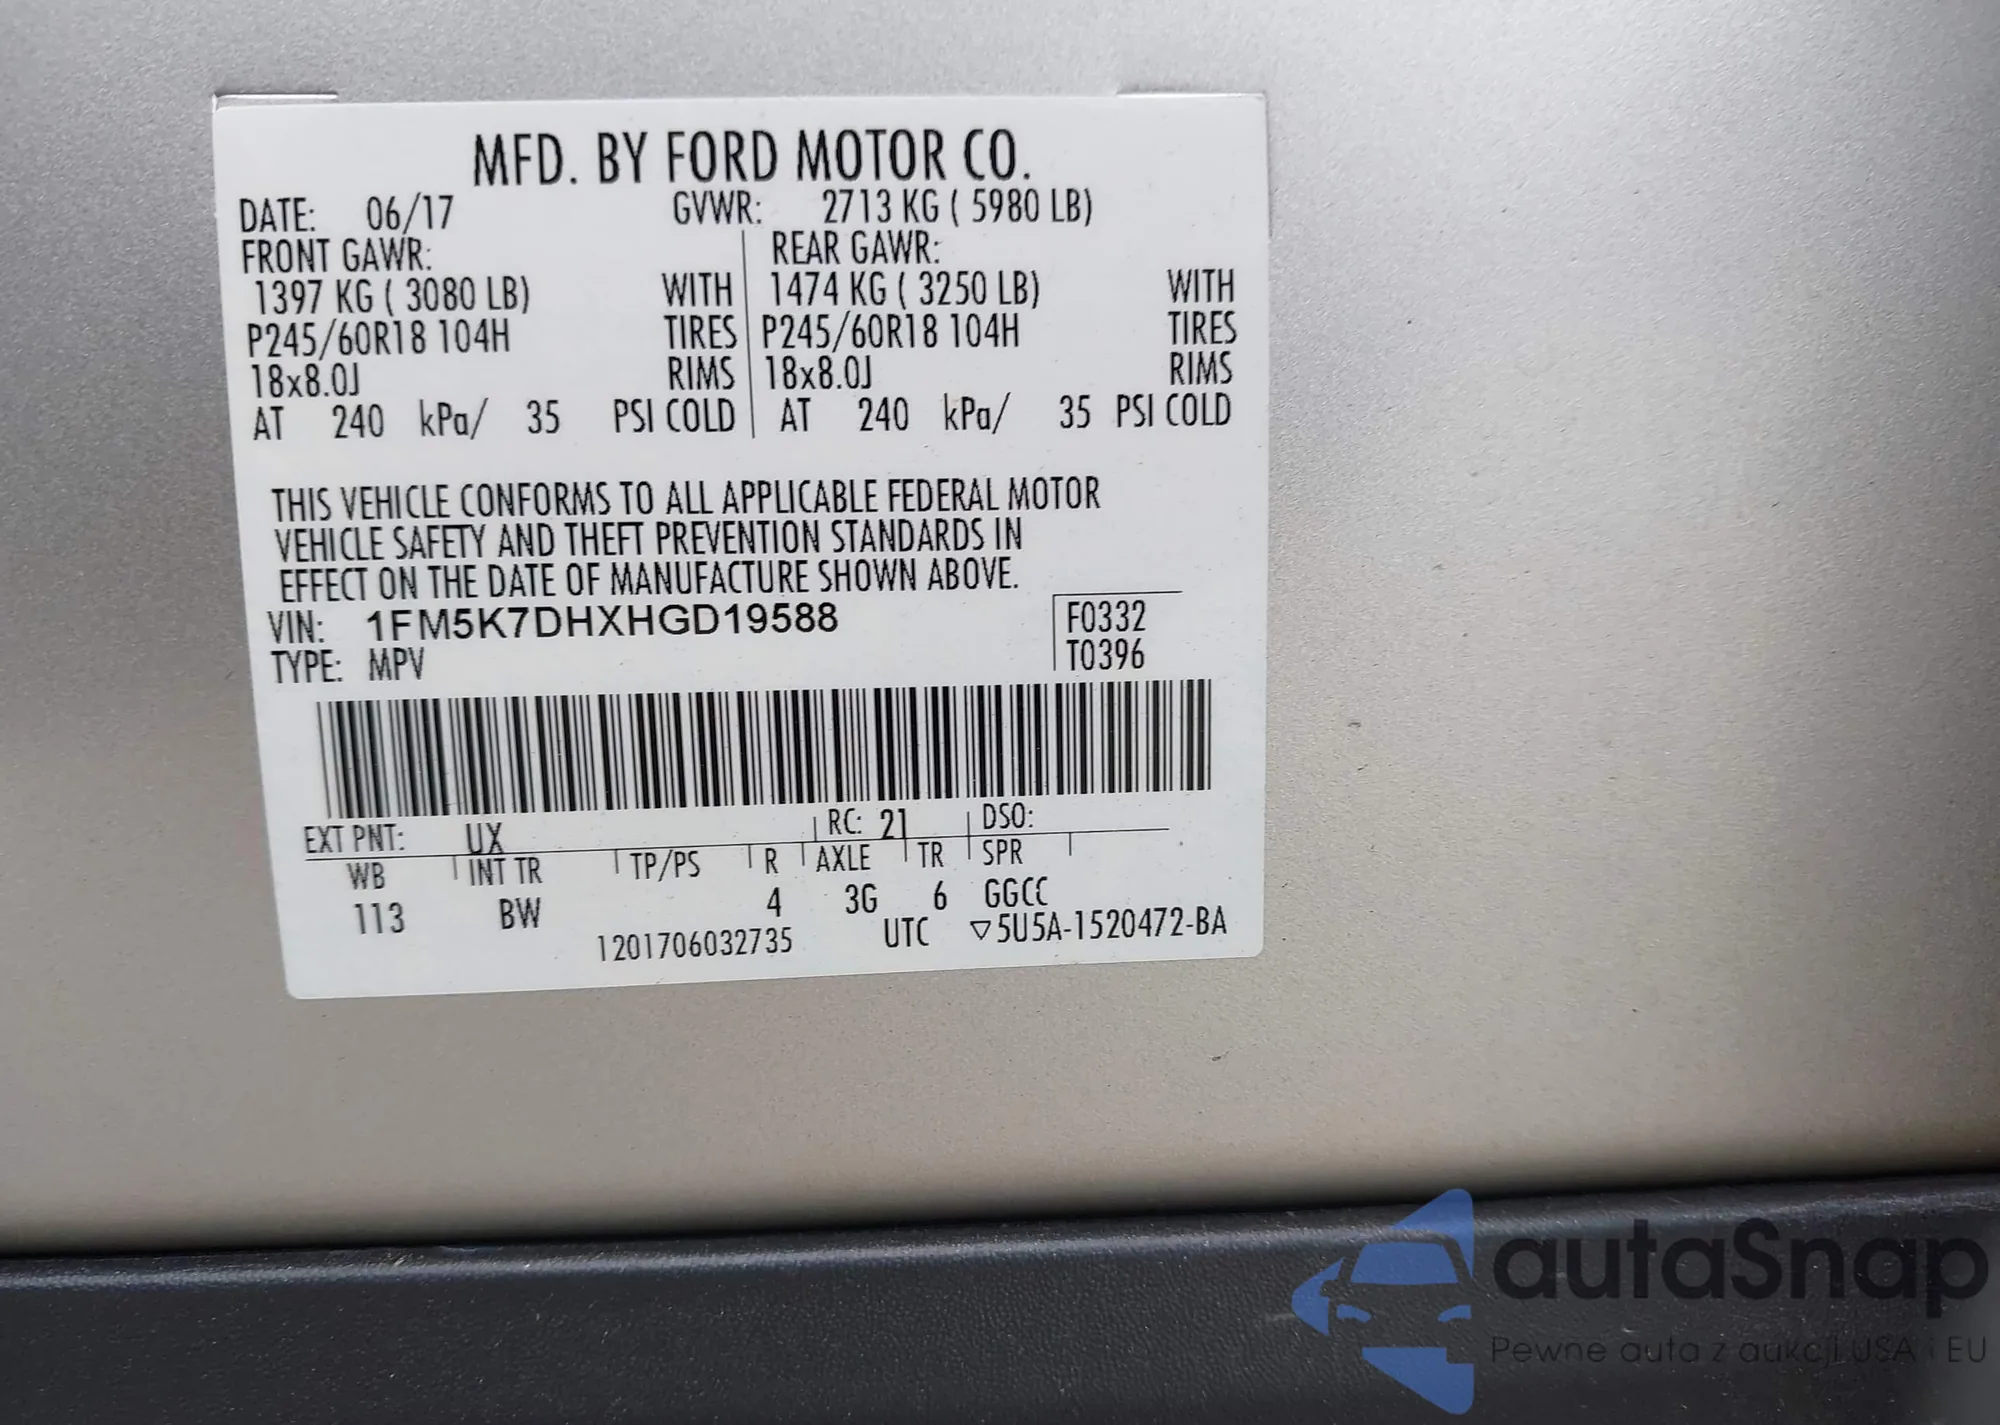 MFD. BY FORD MOTOR CO.
DATE: 06/17 GVWR: 2713 KG ( 5980 LB)
FRONT GAWR: REAR GAWR:
1397 KG ( 3080 LB) WITH 1474 KG ( 3250 LB) WITH
P245/60R18 104H TIRES P245/60R18 104H TIRES
18x8.0J RIMS 18x8.0J RIMS
AT 240 kPa/ 35 PSI COLD AT 240 kPa/ 35 PSI COLD
THIS VEHICLE CONFORMS TO ALL APPLICABLE FEDERAL MOTOR
VEHICLE SAFETY AND THEFT PREVENTION STANDARDS IN
EFFECT ON THE DATE OF MANUFACTURE SHOWN ABOVE.
VIN: 1FM5K7DHXHGD19588 F0332
TYPE: MPV T0396
EXT PNT: UX RC: 21 DSO:
WB INT TR TP/PS R AXLE TR SPR
113 BW 4 3G 6 GGCC
1201706032735 UTC ▽5U5A-1520472-BA
autaSnap
Pewne auta z aukcji USA i EU